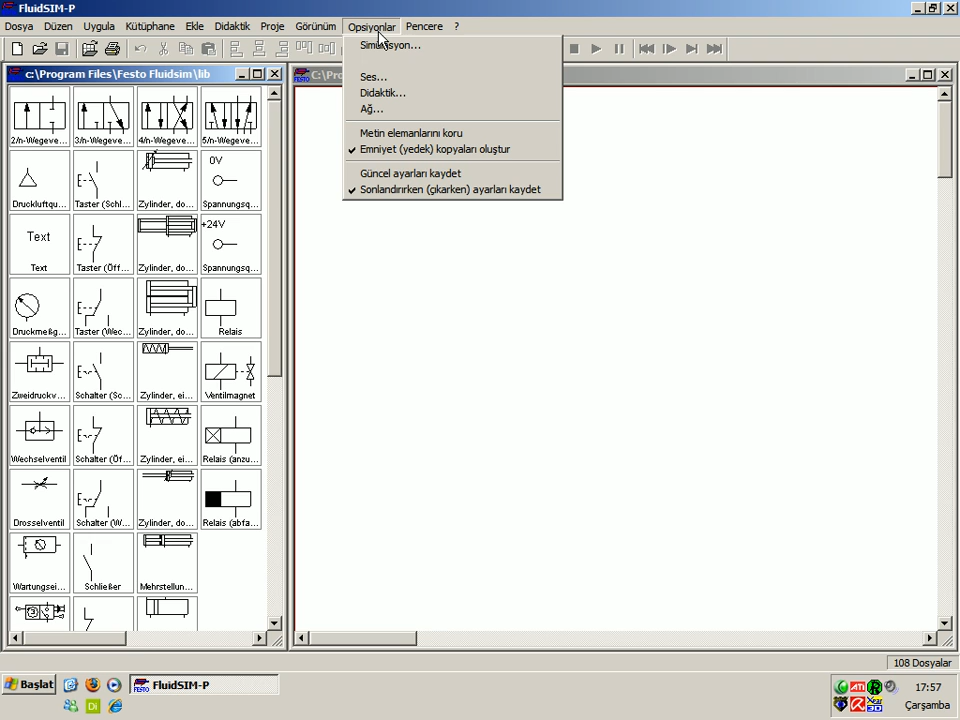 FluidSIM-P
Dosya Düzen Uygula Kütüphane Ekle Didaktik Proje Görünüm Opsiyonlar Pencere ?
Simülasyon...
Ses...
Didaktik...
Ağ...
Metin elemanlarını koru
Emniyet (yedek) kopyaları oluştur
Güncel ayarları kaydet
Sonlandırırken (çıkarken) ayarları kaydet
c:\Program Files\Festo Fluidsim\lib
C:\Pro
2/n-Wegeve... 3/n-Wegeve... 4/n-Wegeve... 5/n-Wegeve...
0V
Druckluftqu... Taster (Schl... Zylinder, do... Spannungsq...
Text
+24V
Text Taster (Öff... Zylinder, do... Spannungsq...
Druckmeßg... Taster (Wec... Zylinder, do... Relais
Zweidruckv... Schalter (Sc... Zylinder, ei... Ventilmagnet
Wechselventil Schalter (Öf... Zylinder, ei... Relais (anzu...
Drosselventil Schalter (W... Zylinder, do... Relais (abfa...
Wartungsei... Schließer Mehrstellun...
108 Dosyalar
Başlat
FluidSIM-P
17:57
Çarşamba